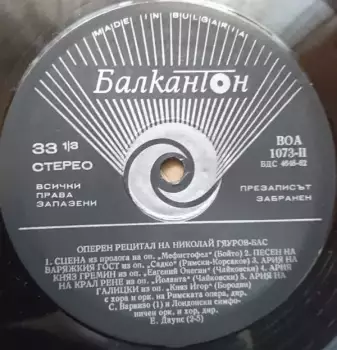 MADE IN BULGARIA
Балкантон
33 1/3
СТЕРЕО
ВОА
1073-II
БДС 4646-62
ВСИЧКИ
ПРАВА
ЗАПАЗЕНИ
ПРЕЗАПИСЪТ
ЗАБРАНЕН
ОПЕРЕН РЕЦИТАЛ НА НИКОЛАЙ ГЯУРОВ-БАС
1. СЦЕНА из пролога на оп. „Мефистофел" (Бойто) 2. ПЕСЕН НА
ВАРЯЖКИЯ ГОСТ из оп. „Садко" (Римски-Корсаков) 3. АРИЯ НА
КНЯЗ ГРЕМИН из оп. „Евгений Онегин" (Чайковски) 4. АРИЯ
НА КРАЛ РЕНЕ из оп. „Йоланта" (Чайковски) 5. АРИЯ НА
ГАЛИЦКИ из оп. „Княз Игор" (Бородин)
с хора и орк. на Римската опера, дир.
С. Варвизо (1) и Лондонски симфо-
ничен орк. и хор, дир.
Е. Даунс (2-5)